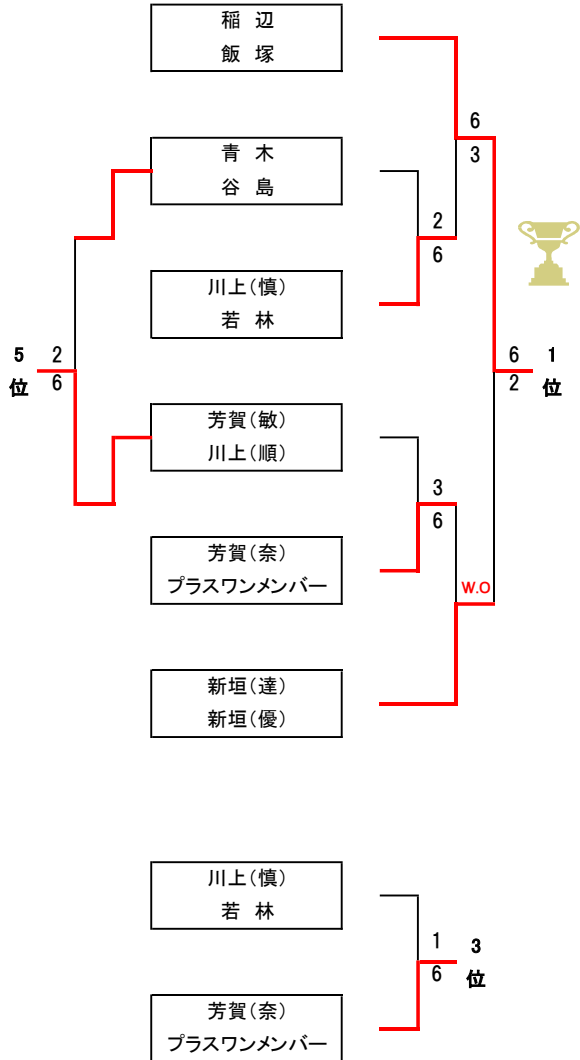 稲 辺
飯 塚
6
3
青 木
谷 島
2
6
川上(慎)
若 林
5
位
2
6
6
2
1
位
芳賀(敏)
川上(順)
3
6
芳賀(奈)
プラスワンメンバー
W.O
新垣(達)
新垣(優)
川上(慎)
若 林
1
6
3
位
芳賀(奈)
プラスワンメンバー